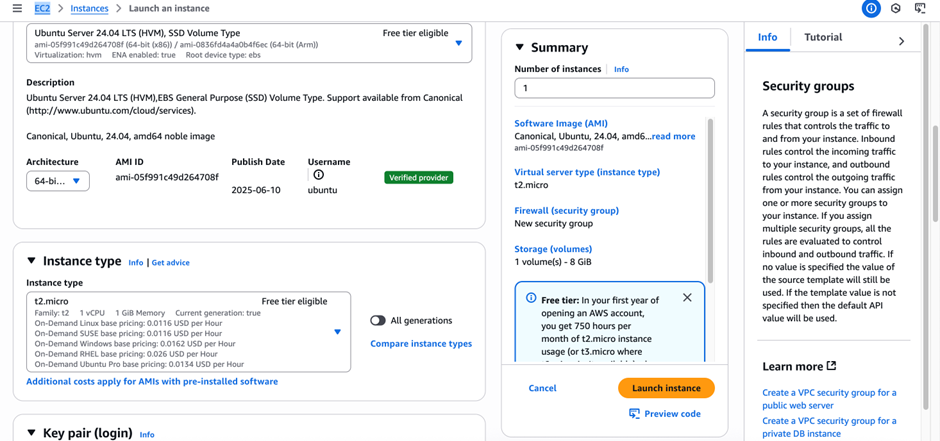 EC2 > Instances > Launch an instance
Ubuntu Server 24.04 LTS (HVM), SSD Volume Type Free tier eligible
ami-05f991c49d264708f (64-bit (x86)) / ami-0836fd4a4a0b4f6ec (64-bit (Arm))
Virtualization: hvm ENA enabled: true Root device type: ebs
Description
Ubuntu Server 24.04 LTS (HVM),EBS General Purpose (SSD) Volume Type. Support available from Canonical
(http://www.ubuntu.com/cloud/services).
Canonical, Ubuntu, 24.04, amd64 noble image
Architecture AMI ID Publish Date Username
64-bi... ami-05f991c49d264708f 2025-06-10 ubuntu Verified provider
Instance type Info | Get advice
Instance type
t2.micro Free tier eligible
Family: t2 1 vCPU 1 GiB Memory Current generation: true
On-Demand Linux base pricing: 0.0116 USD per Hour
On-Demand SUSE base pricing: 0.0116 USD per Hour
On-Demand Windows base pricing: 0.0162 USD per Hour
On-Demand RHEL base pricing: 0.026 USD per Hour
On-Demand Ubuntu Pro base pricing: 0.0134 USD per Hour
All generations
Compare instance types
Additional costs apply for AMIs with pre-installed software
Key pair (login) Info
Summary
Number of instances | Info
1
Software Image (AMI)
Canonical, Ubuntu, 24.04, amd6...read more
ami-05f991c49d264708f
Virtual server type (instance type)
t2.micro
Firewall (security group)
New security group
Storage (volumes)
1 volume(s) - 8 GiB
Free tier: In your first year of
opening an AWS account,
you get 750 hours per
month of t2.micro instance
usage (or t3.micro where
Cancel Launch instance
Preview code
Info Tutorial
Security groups
A security group is a set of firewall
rules that controls the traffic to
and from your instance. Inbound
rules control the incoming traffic
to your instance, and outbound
rules control the outgoing traffic
from your instance. You can assign
one or more security groups to
your instance. If you assign
multiple security groups, all the
rules are evaluated to control
inbound and outbound traffic. If
no value is specified the value of
the source template will still be
used. If the template value is not
specified then the default API
value will be used.
Learn more
Create a VPC security group for a
public web server
Create a VPC security group for a
private DB instance